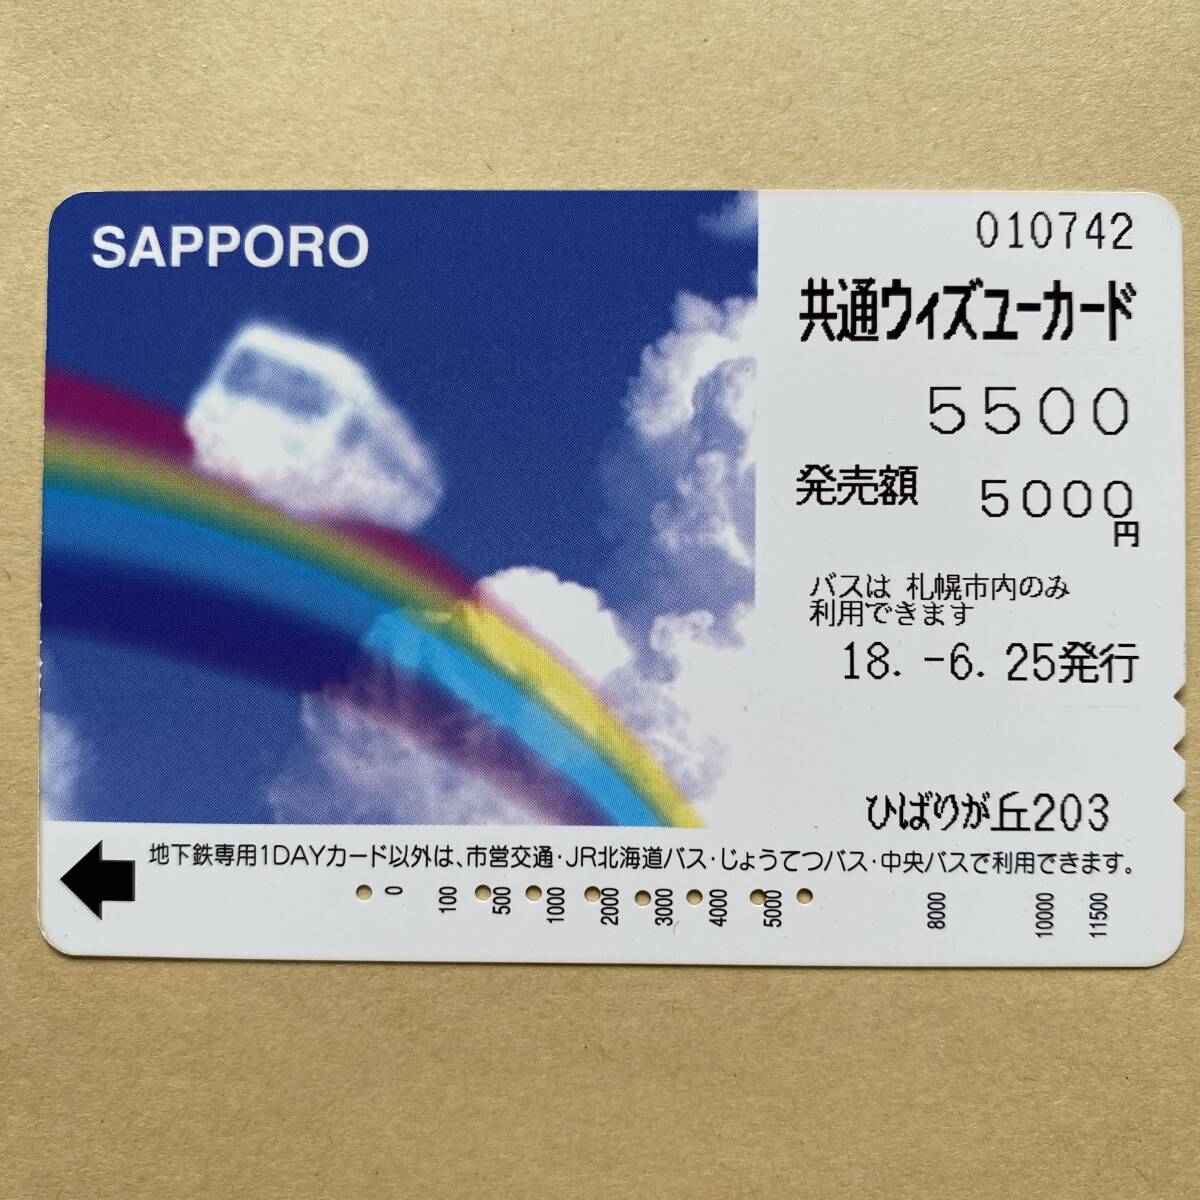 SAPPORO
010742
共通ウィズユーカード
5500
発売額 5000円
バスは 札幌市内のみ
利用できます
18.-6.25発行
ひばりが丘203
地下鉄専用1DAYカード以外は、市営交通・JR北海道バス・じょうてつバス・中央バスで利用できます。
0 100 500 1000 2000 3000 4000 5000 8000 10000 11500